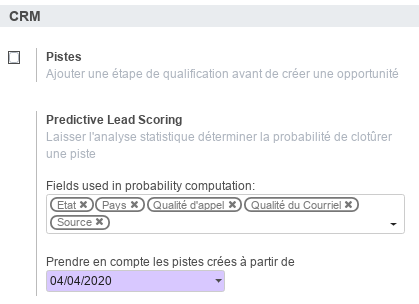 CRM
Pistes
Ajouter une étape de qualification avant de créer une opportunité
Predictive Lead Scoring
Laisser l'analyse statistique déterminer la probabilité de clotûrer
une piste
Fields used in probability computation:
Etat ✖ Pays ✖ Qualité d'appel ✖ Qualité du Courriel ✖
Source ✖
Prendre en compte les pistes crées à partir de
04/04/2020